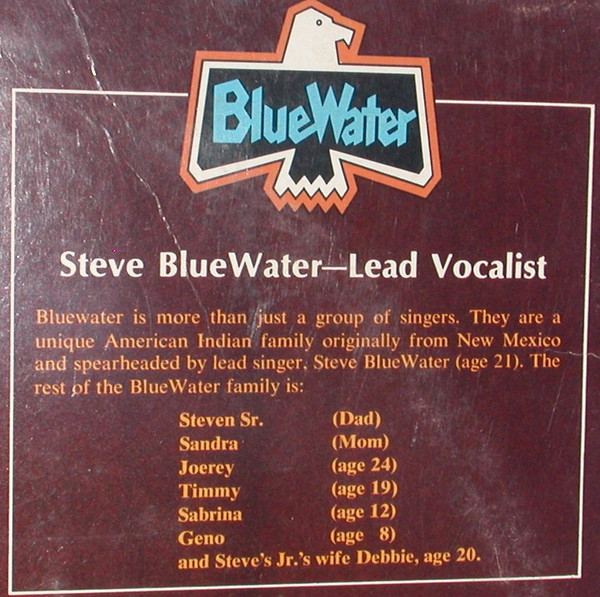 BlueWater
Steve BlueWater—Lead Vocalist
Bluewater is more than just a group of singers. They are a
unique American Indian family originally from New Mexico
and spearheaded by lead singer, Steve BlueWater (age 21). The
rest of the BlueWater family is:
Steven Sr. (Dad)
Sandra (Mom)
Joerey (age 24)
Timmy (age 19)
Sabrina (age 12)
Geno (age 8)
and Steve's Jr.'s wife Debbie, age 20.